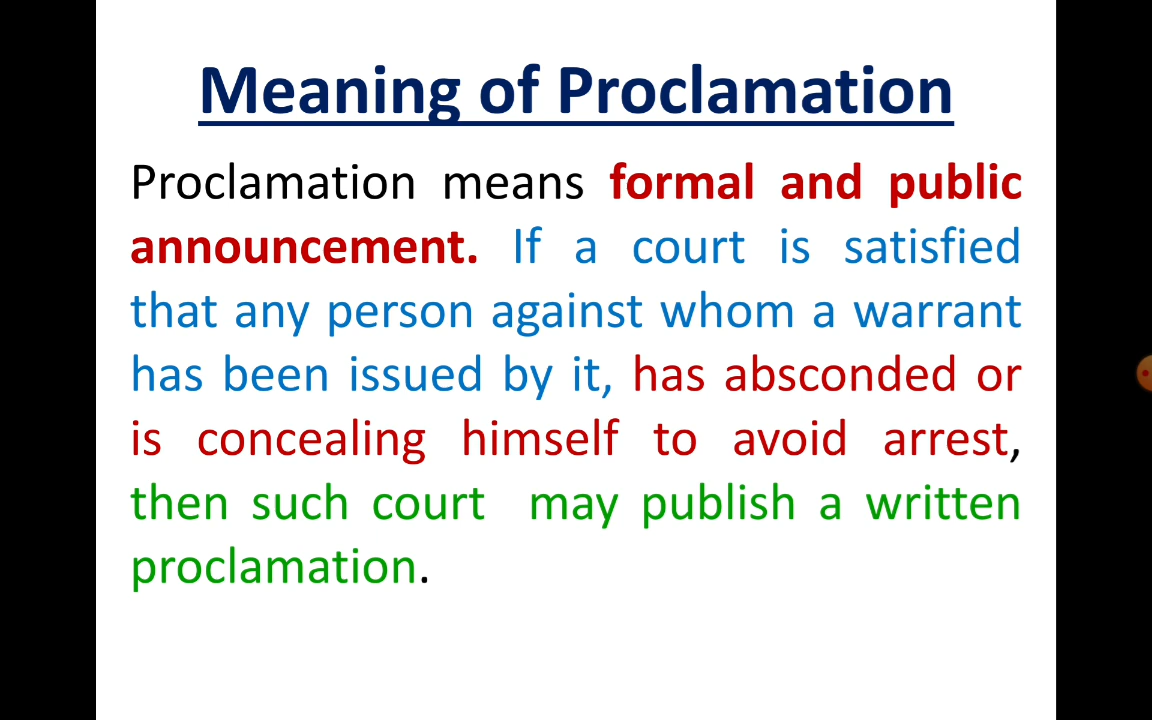 Meaning of Proclamation
Proclamation means formal and public
announcement. If a court is satisfied
that any person against whom a warrant
has been issued by it, has absconded or
is concealing himself to avoid arrest,
then such court may publish a written
proclamation.